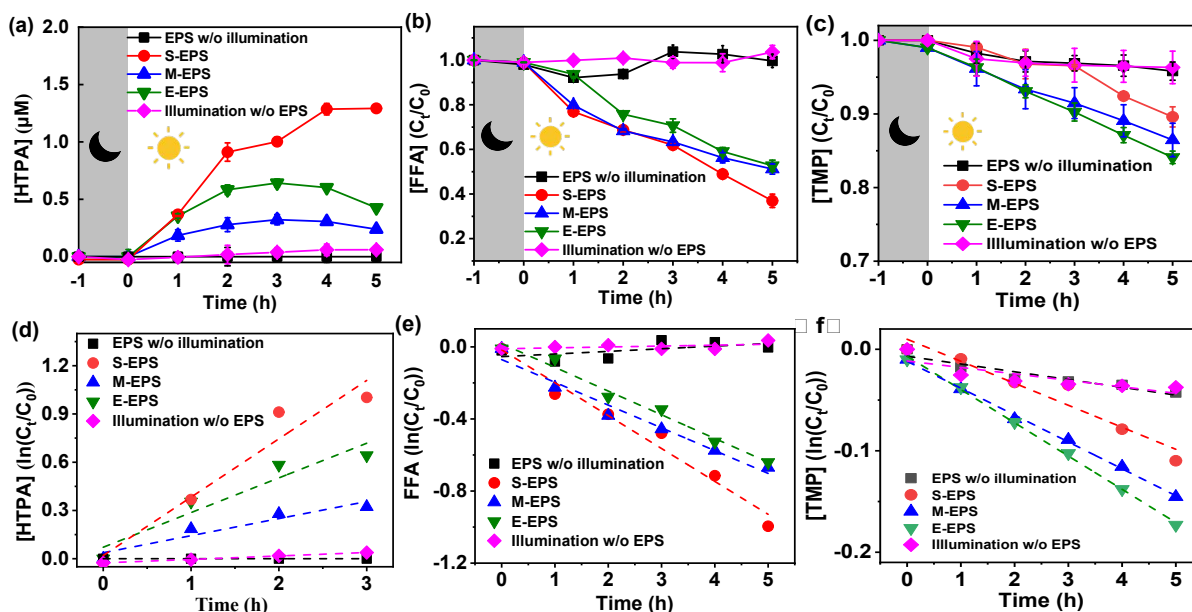 (a)
[HTPA] (µM)
2.0
1.5
1.0
0.5
0.0
EPS w/o illumination
S-EPS
M-EPS
E-EPS
Illumination w/o EPS
-1 0 1 2 3 4 5
Time (h)
(b)
[FFA] (Ct/C0)
1.0
0.8
0.6
0.4
0.2
EPS w/o illumination
S-EPS
M-EPS
E-EPS
Illlumination w/o EPS
-1 0 1 2 3 4 5
Time (h)
(c)
[TMP] (Ct/C0)
1.0
0.9
0.8
0.7
EPS w/o illumination
S-EPS
M-EPS
E-EPS
Illlumination w/o EPS
-1 0 1 2 3 4 5
Time (h)
(d)
[HTPA] (ln(Ct/C0))
1.2
0.9
0.6
0.3
0.0
EPS w/o illumination
S-EPS
M-EPS
E-EPS
Illumination w/o EPS
0 1 2 3
Time (h)
(e)
FFA (ln(Ct/C0))
0.0
-0.4
-0.8
-1.2
EPS w/o illumination
S-EPS
M-EPS
E-EPS
Illumination w/o EPS
0 1 2 3 4 5
Time (h)
□ f□
[TMP] (ln(Ct/C0))
-0.0
-0.1
-0.2
EPS w/o illumination
S-EPS
M-EPS
E-EPS
Illlumination w/o EPS
0 1 2 3 4 5
Time (h)